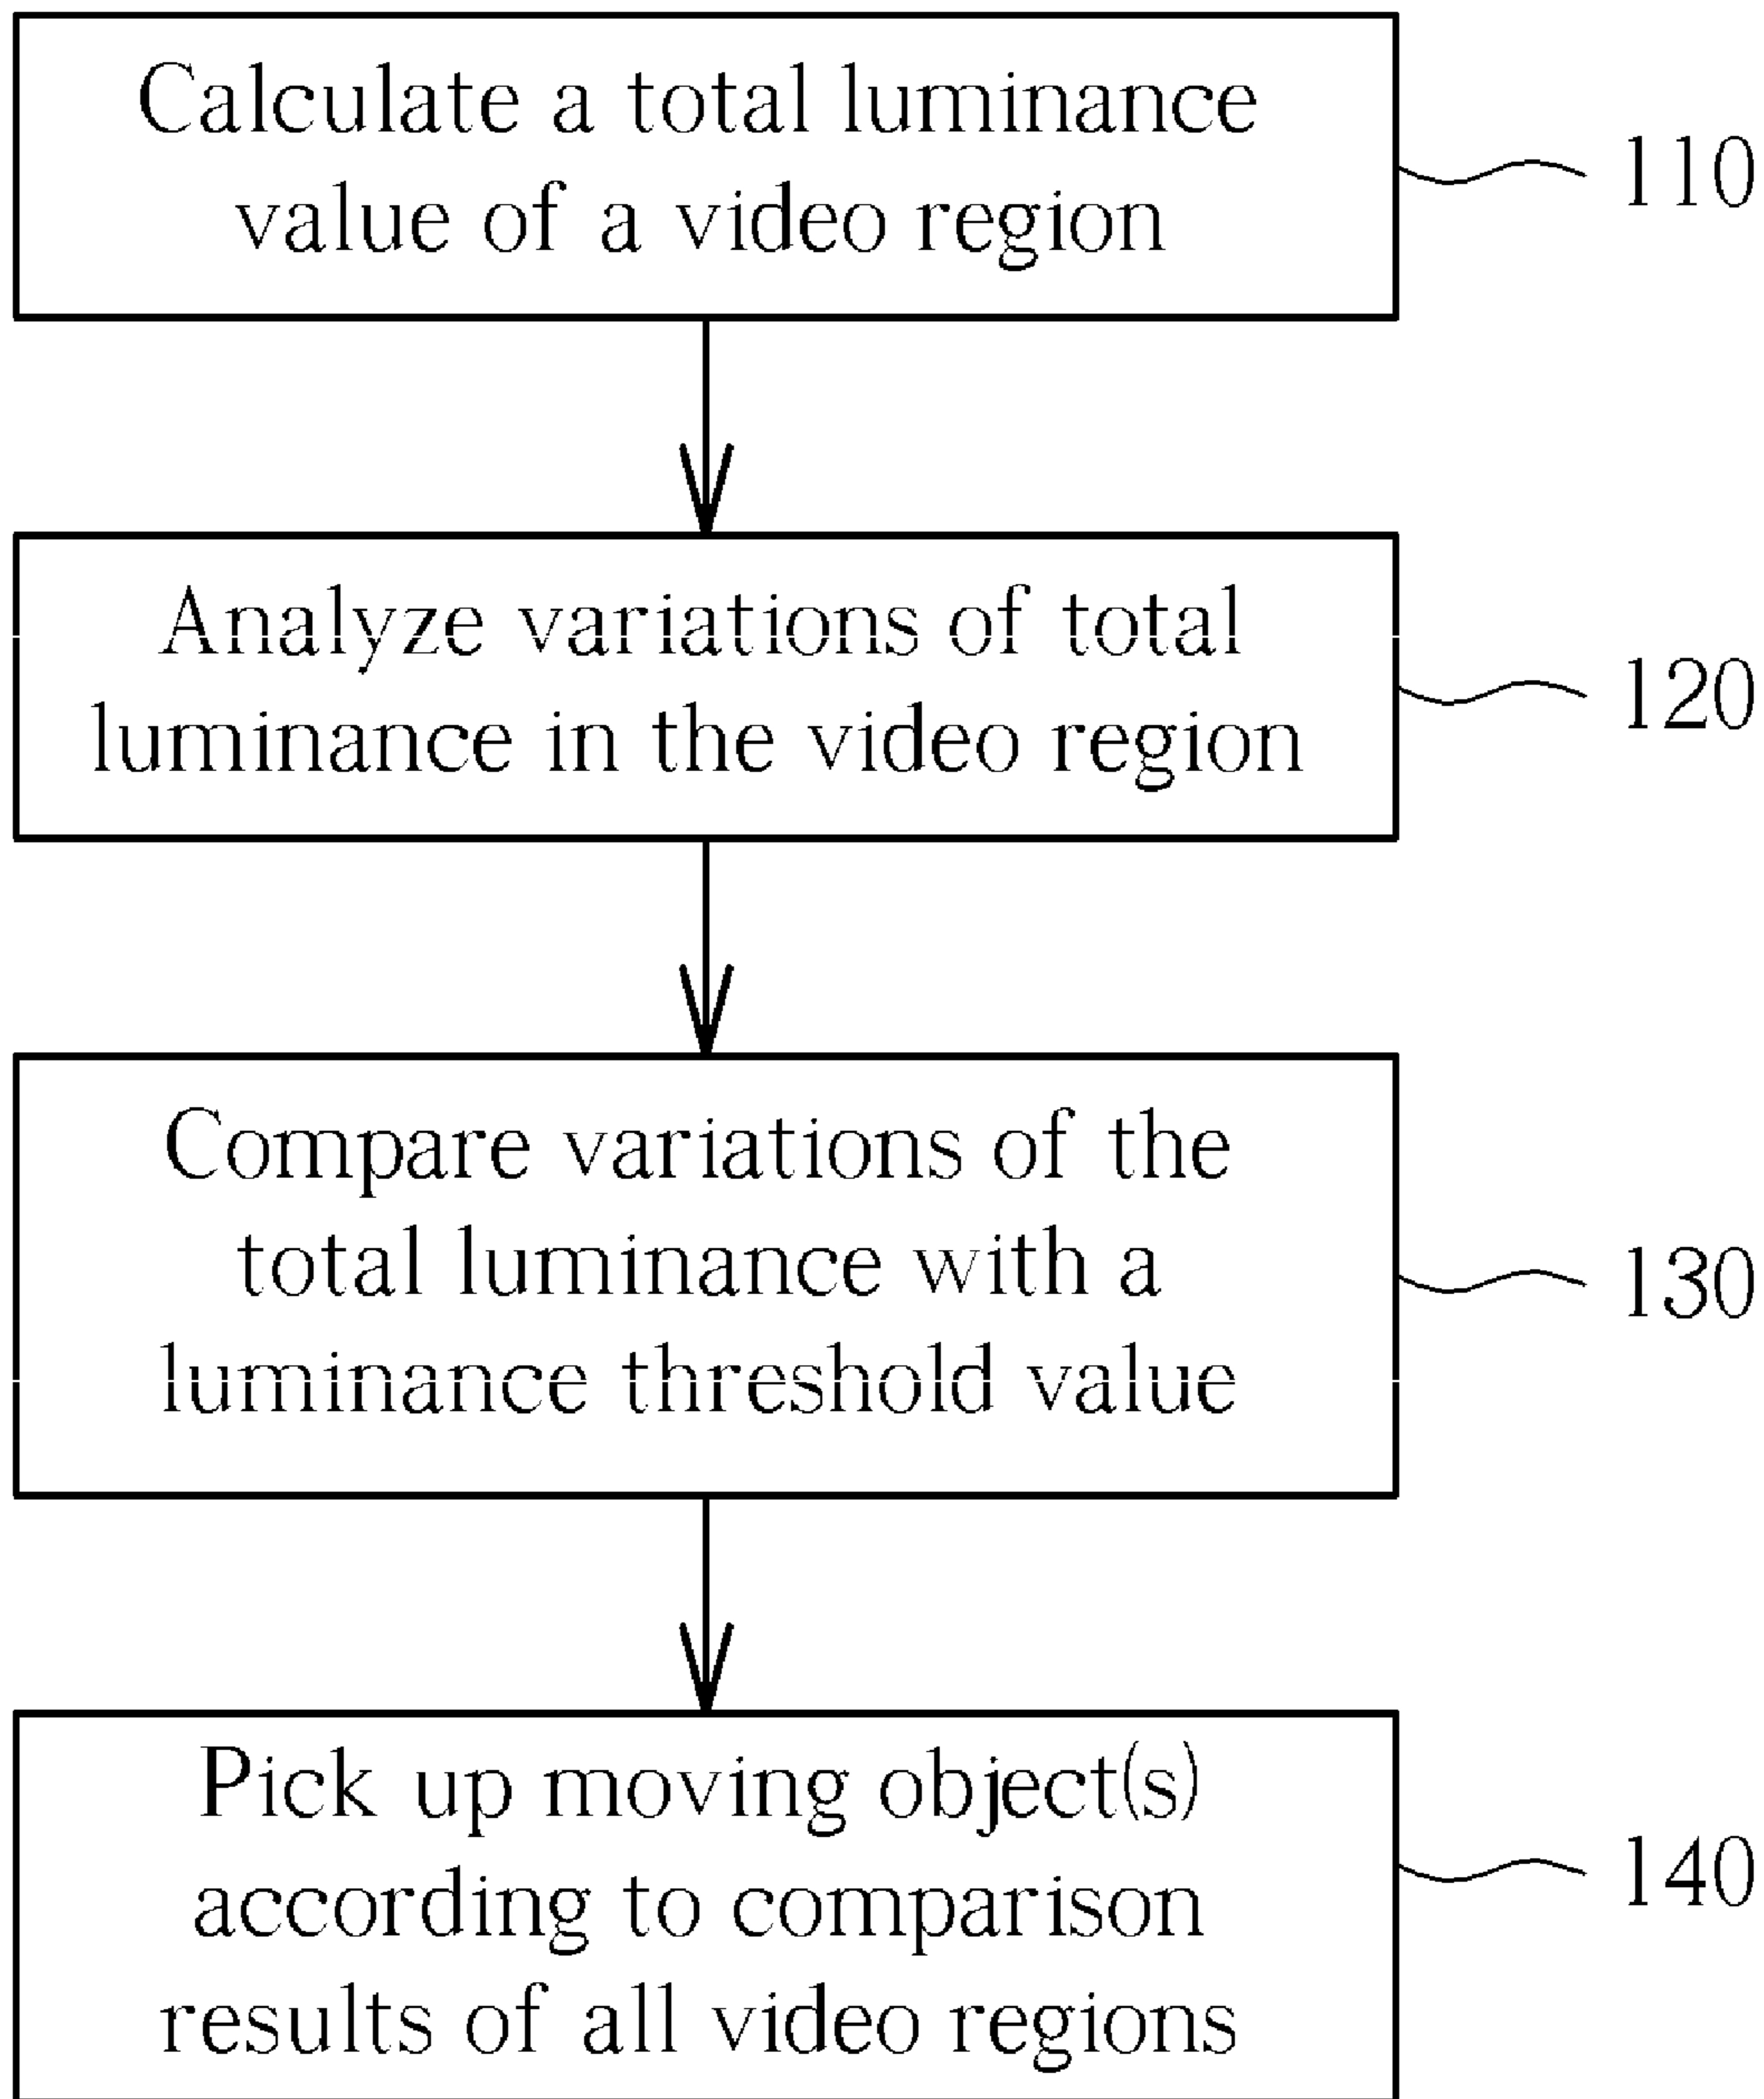 Calculate a total luminance
value of a video region
110
Analyze variations of total
luminance in the video region
120
Compare variations of the
total luminance with a
luminance threshold value
130
Pick up moving object(s)
according to comparison
results of all video regions
140